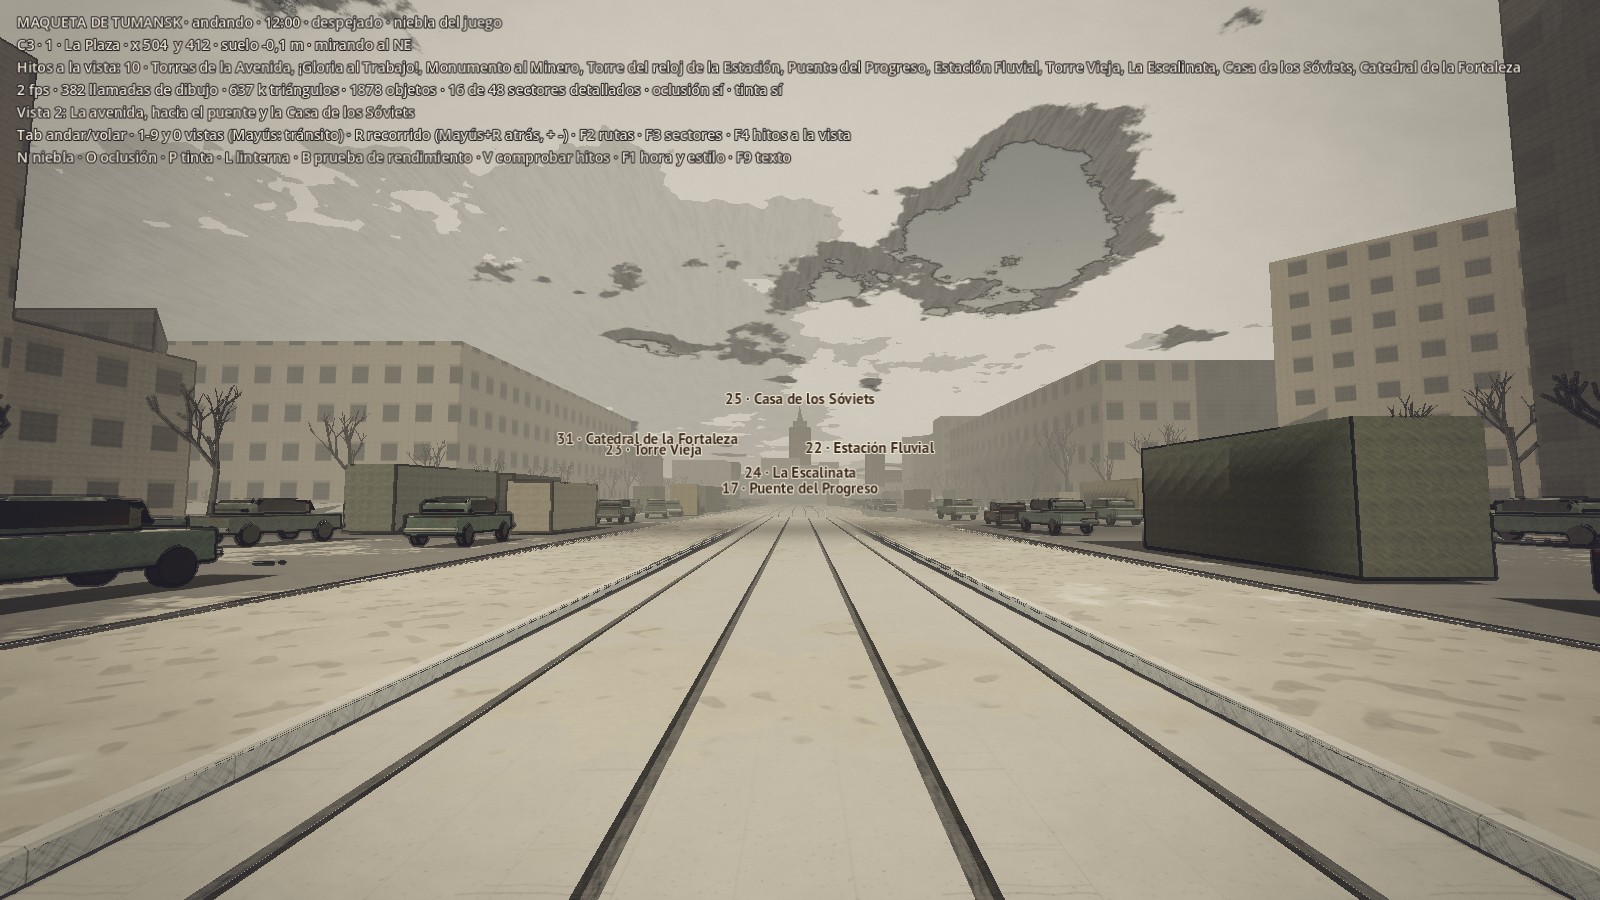 MAQUETA DE TUMANSK · andando · 12:00 · despejado · niebla del juego
C3 · 1 · La Plaza · x 504 y 412 · suelo -0,1 m · mirando al NE
Hitos a la vista: 10 · Torres de la Avenida, ¡Gloria al Trabajo!, Monumento al Minero, Torre del reloj de la Estación, Puente del Progreso, Estación Fluvial, Torre Vieja, La Escalinata, Casa de los Sóviets, Catedral de la Fortaleza
2 fps · 382 llamadas de dibujo · 637 k triángulos · 1878 objetos · 16 de 48 sectores detallados · oclusión sí · tinta sí
Vista 2: La avenida, hacia el puente y la Casa de los Sóviets
Tab andar/volar · 1-9 y 0 vistas (Mayús: tránsito) · R recorrido (Mayús+R atrás, + -) · F2 rutas · F3 sectores · F4 hitos a la vista
N niebla · O oclusión · P tinta · L linterna · B prueba de rendimiento · V comprobar hitos · F1 hora y estilo · F9 texto
25 · Casa de los Sóviets
31 · Catedral de la Fortaleza
23 · Torre Vieja
22 · Estación Fluvial
24 · La Escalinata
17 · Puente del Progreso